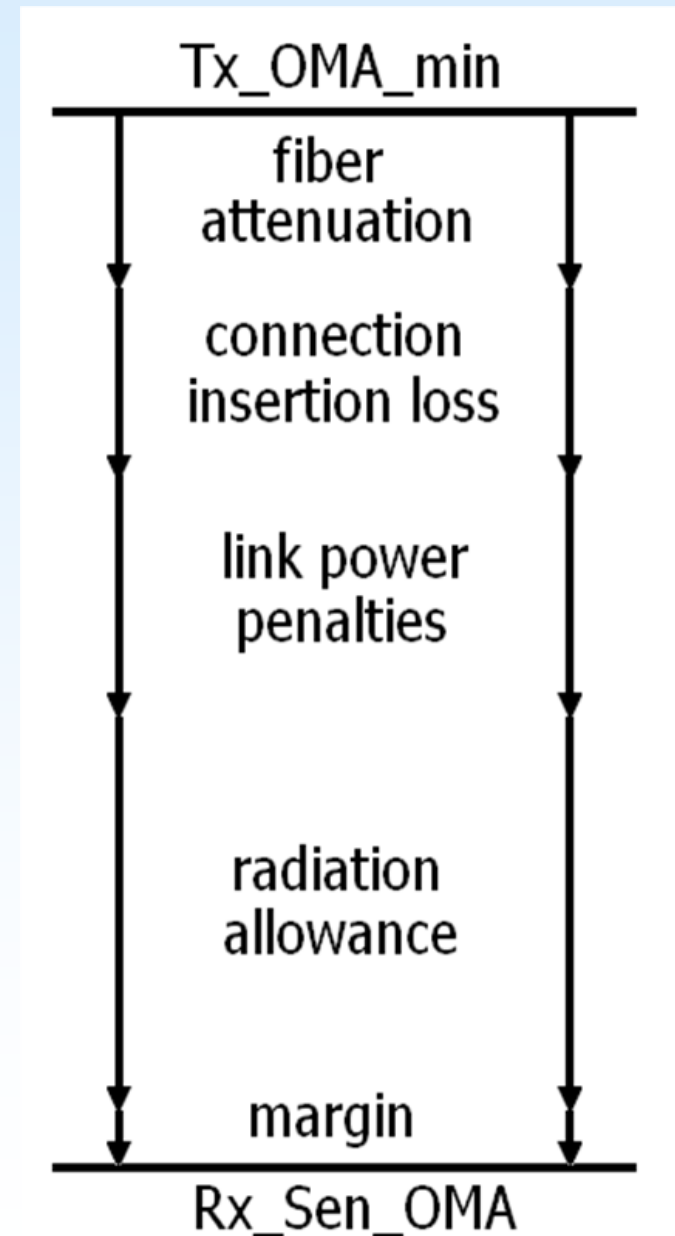 Tx_OMA_min
fiber
attenuation
connection
insertion loss
link power
penalties
radiation
allowance
margin
Rx_Sen_OMA